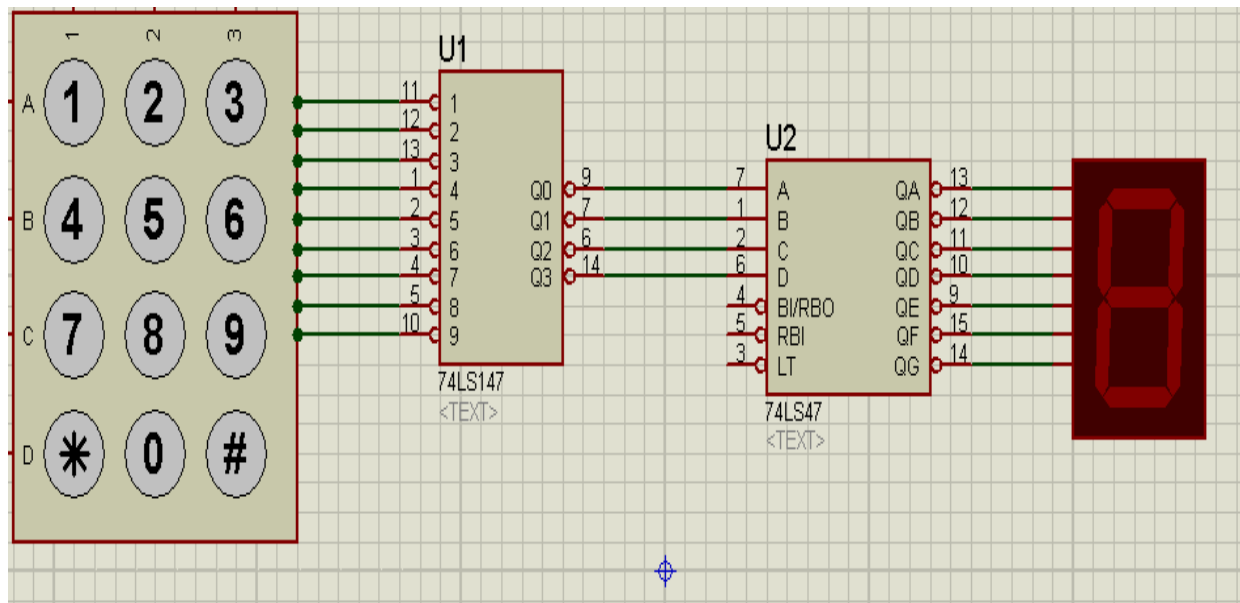 1 2 3
A 1 2 3
B 4 5 6
C 7 8 9
D * 0 #
U1
11 1
12 2
13 3
1 4 Q0 9
2 5 Q1 7
3 6 Q2 6
4 7 Q3 14
5 8
10 9
74LS147
<TEXT>
U2
7 A QA 13
1 B QB 12
2 C QC 11
6 D QD 10
4 BI/RBO QE 9
5 RBI QF 15
3 LT QG 14
74LS47
<TEXT>